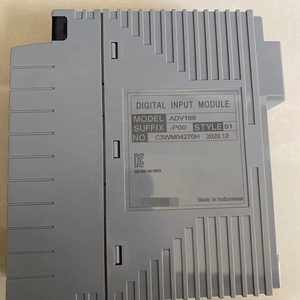 DIGITAL INPUT MODULE
MODEL ADV169
SUFFIX -P00 STYLE S1
NO. C3WM04270H 2020.12
Made in Indonesia